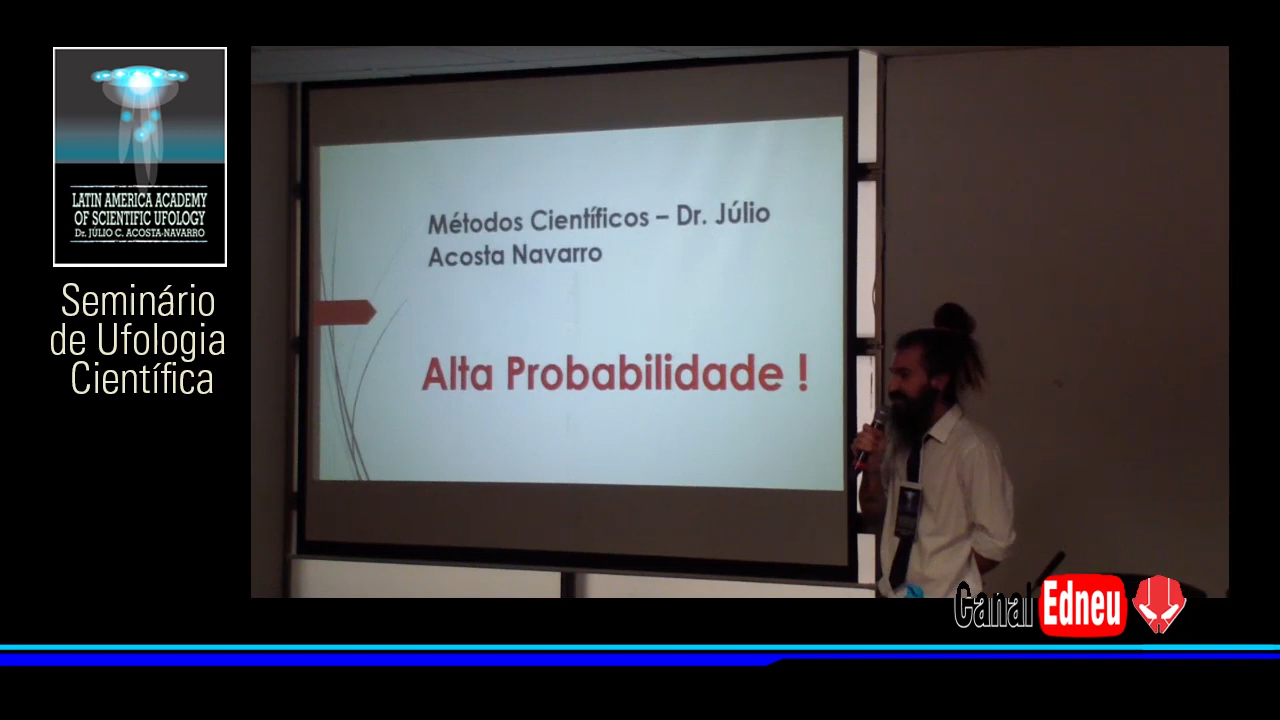 LATIN AMERICA ACADEMY
OF SCIENTIFIC UFOLOGY
Dr. JÚLIO C. ACOSTA-NAVARRO
Seminário
de Ufologia
Científica
Métodos Científicos – Dr. Júlio
Acosta Navarro
Alta Probabilidade !
Canal Edneu